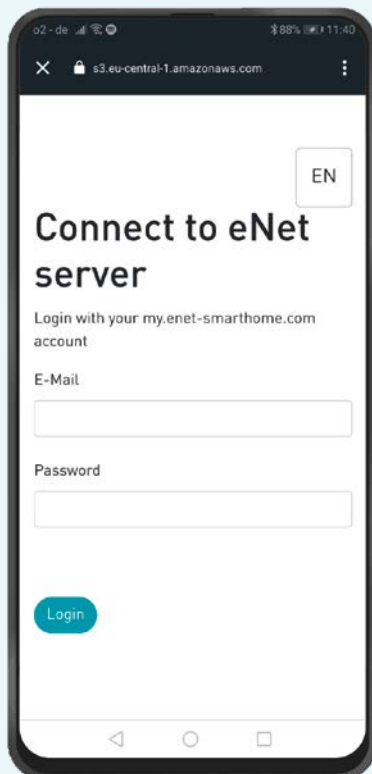 o2-de 88% 11:40
s3.eu-central-1.amazonaws.com
EN
Connect to eNet
server
Login with your my.enet-smarthome.com
account
E-Mail
Password
Login